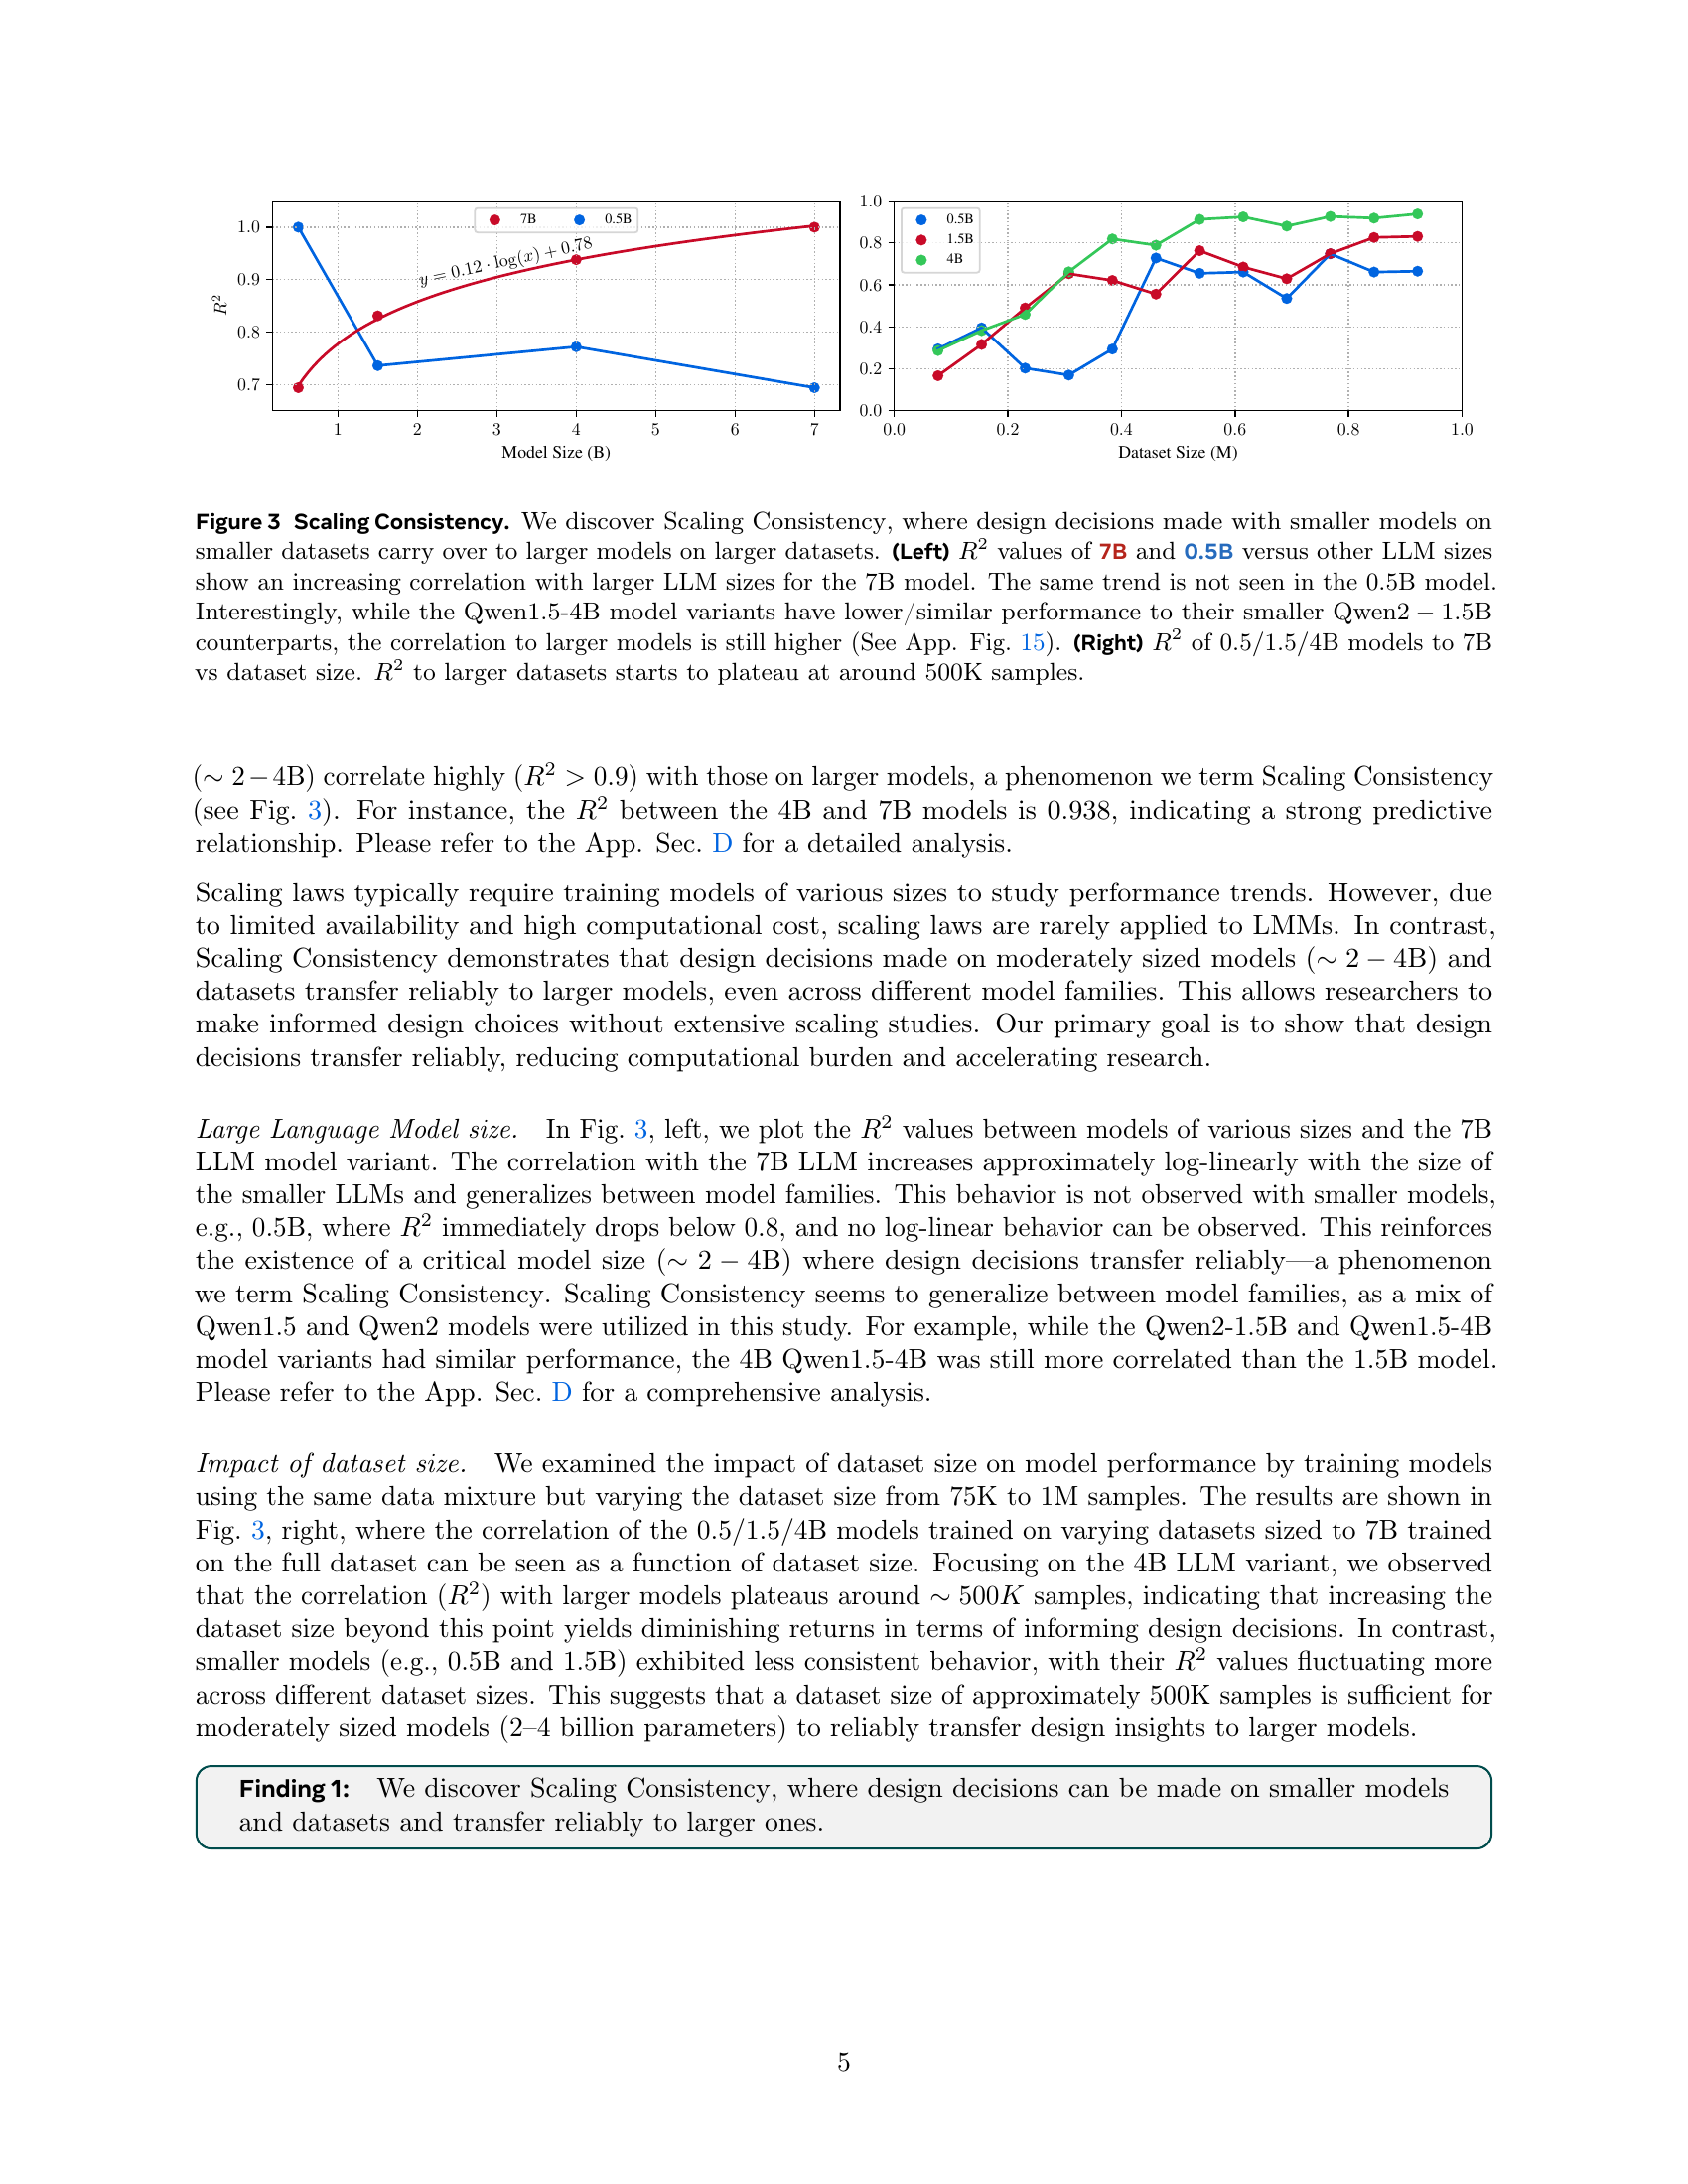 1.0
0.9
0.8
0.7
R²
7B 0.5B
y = 0.12 · log(x) + 0.78
1 2 3 4 5 6 7
Model Size (B)
1.0
0.8
0.6
0.4
0.2
0.0
0.5B
1.5B
4B
0.0 0.2 0.4 0.6 0.8 1.0
Dataset Size (M)
Figure 3 Scaling Consistency. We discover Scaling Consistency, where design decisions made with smaller models on
smaller datasets carry over to larger models on larger datasets. (Left) R² values of 7B and 0.5B versus other LLM sizes
show an increasing correlation with larger LLM sizes for the 7B model. The same trend is not seen in the 0.5B model.
Interestingly, while the Qwen1.5-4B model variants have lower/similar performance to their smaller Qwen2 − 1.5B
counterparts, the correlation to larger models is still higher (See App. Fig. 15). (Right) R² of 0.5/1.5/4B models to 7B
vs dataset size. R² to larger datasets starts to plateau at around 500K samples.
(∼ 2 − 4B) correlate highly (R² > 0.9) with those on larger models, a phenomenon we term Scaling Consistency
(see Fig. 3). For instance, the R² between the 4B and 7B models is 0.938, indicating a strong predictive
relationship. Please refer to the App. Sec. D for a detailed analysis.
Scaling laws typically require training models of various sizes to study performance trends. However, due
to limited availability and high computational cost, scaling laws are rarely applied to LMMs. In contrast,
Scaling Consistency demonstrates that design decisions made on moderately sized models (∼ 2 − 4B) and
datasets transfer reliably to larger models, even across different model families. This allows researchers to
make informed design choices without extensive scaling studies. Our primary goal is to show that design
decisions transfer reliably, reducing computational burden and accelerating research.
Large Language Model size. In Fig. 3, left, we plot the R² values between models of various sizes and the 7B
LLM model variant. The correlation with the 7B LLM increases approximately log-linearly with the size of
the smaller LLMs and generalizes between model families. This behavior is not observed with smaller models,
e.g., 0.5B, where R² immediately drops below 0.8, and no log-linear behavior can be observed. This reinforces
the existence of a critical model size (∼ 2 − 4B) where design decisions transfer reliably—a phenomenon
we term Scaling Consistency. Scaling Consistency seems to generalize between model families, as a mix of
Qwen1.5 and Qwen2 models were utilized in this study. For example, while the Qwen2-1.5B and Qwen1.5-4B
model variants had similar performance, the 4B Qwen1.5-4B was still more correlated than the 1.5B model.
Please refer to the App. Sec. D for a comprehensive analysis.
Impact of dataset size. We examined the impact of dataset size on model performance by training models
using the same data mixture but varying the dataset size from 75K to 1M samples. The results are shown in
Fig. 3, right, where the correlation of the 0.5/1.5/4B models trained on varying datasets sized to 7B trained
on the full dataset can be seen as a function of dataset size. Focusing on the 4B LLM variant, we observed
that the correlation (R²) with larger models plateaus around ∼ 500K samples, indicating that increasing the
dataset size beyond this point yields diminishing returns in terms of informing design decisions. In contrast,
smaller models (e.g., 0.5B and 1.5B) exhibited less consistent behavior, with their R² values fluctuating more
across different dataset sizes. This suggests that a dataset size of approximately 500K samples is sufficient for
moderately sized models (2–4 billion parameters) to reliably transfer design insights to larger models.
Finding 1: We discover Scaling Consistency, where design decisions can be made on smaller models
and datasets and transfer reliably to larger ones.
5